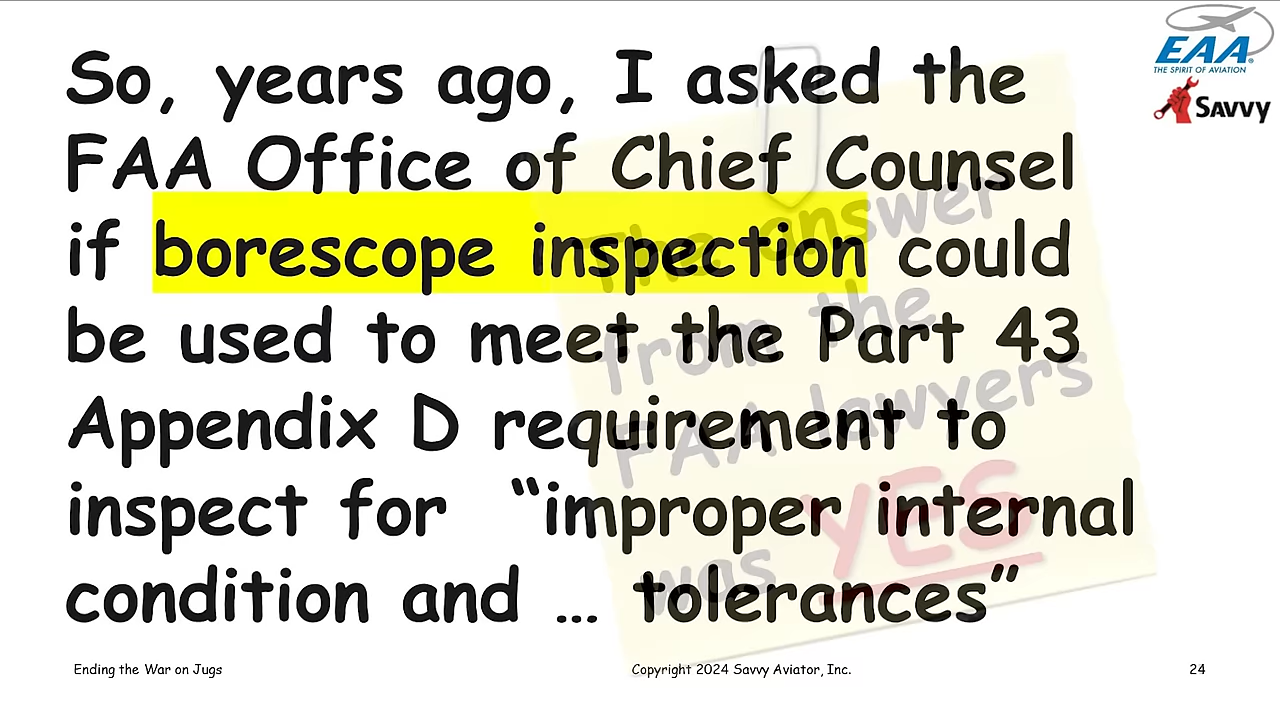 So, years ago, I asked the
FAA Office of Chief Counsel
if borescope inspection could
be used to meet the Part 43
Appendix D requirement to
inspect for “improper internal
condition and … tolerances”
The answer
from the
FAA lawyers
was YES
EAA®
THE SPIRIT OF AVIATION
SAVVY
Ending the War on Jugs
Copyright 2024 Savvy Aviator, Inc.
24